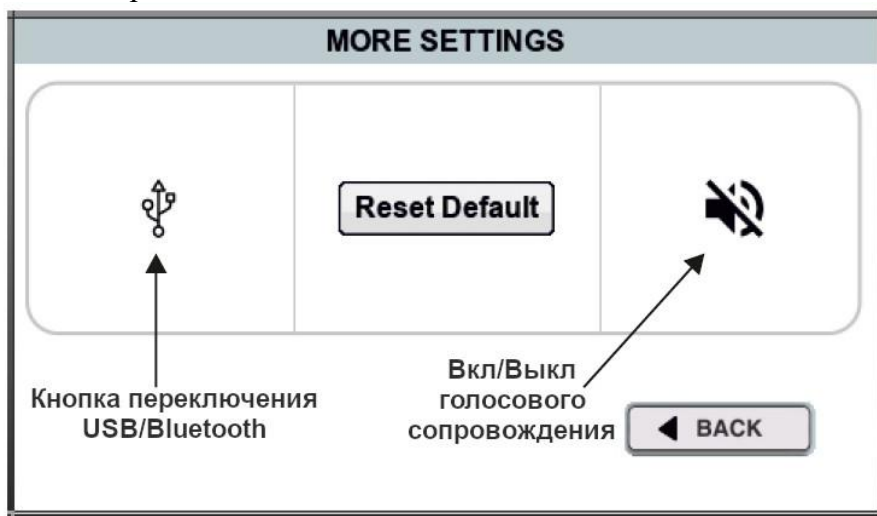 MORE SETTINGS
Reset Default
Кнопка переключения
USB/Bluetooth
Вкл/Выкл
голосового
сопровождения
BACK